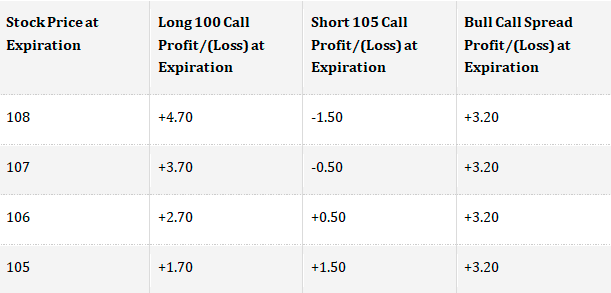 Stock Price at Expiration Long 100 Call Profit/(Loss) at Expiration Short 105 Call Profit/(Loss) at Expiration Bull Call Spread Profit/(Loss) at Expiration
108 +4.70 -1.50 +3.20
107 +3.70 -0.50 +3.20
106 +2.70 +0.50 +3.20
105 +1.70 +1.50 +3.20